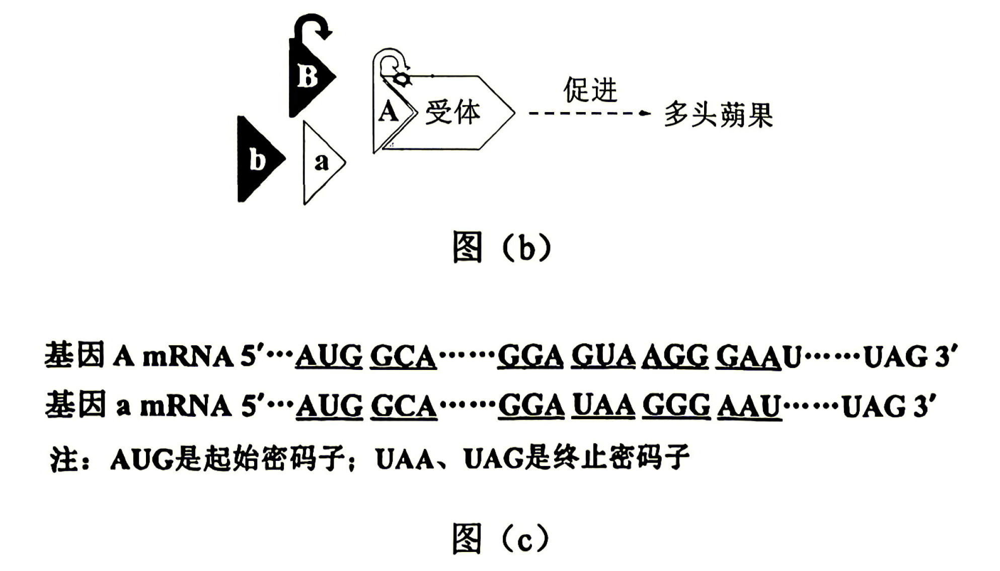 B
A 受体 促进 多头蒴果
b a
图（b）
基因 A mRNA 5′…AUG GCA……GGA GUA AGG GAAU……UAG 3′
基因 a mRNA 5′…AUG GCA……GGA UAA GGG AAU……UAG 3′
注：AUG是起始密码子；UAA、UAG是终止密码子
图（c）